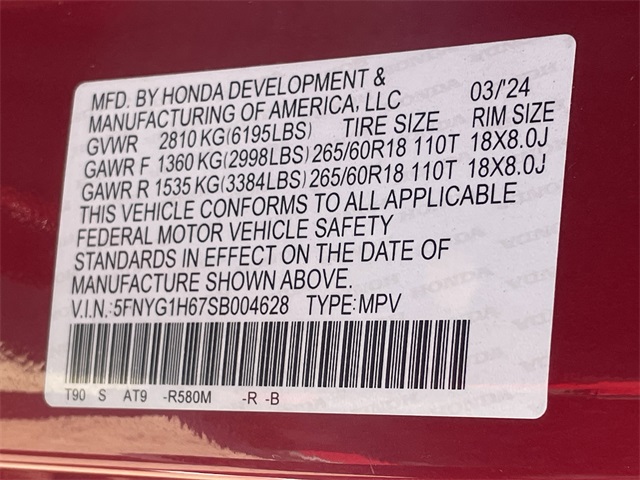 MFD. BY HONDA DEVELOPMENT &
MANUFACTURING OF AMERICA, LLC 03/'24
GVWR 2810 KG(6195LBS) TIRE SIZE RIM SIZE
GAWR F 1360 KG(2998LBS) 265/60R18 110T 18X8.0J
GAWR R 1535 KG(3384LBS) 265/60R18 110T 18X8.0J
THIS VEHICLE CONFORMS TO ALL APPLICABLE
FEDERAL MOTOR VEHICLE SAFETY
STANDARDS IN EFFECT ON THE DATE OF
MANUFACTURE SHOWN ABOVE.
V.I.N.:5FNYG1H67SB004628 TYPE:MPV
T90 S AT9 -R580M -R -B